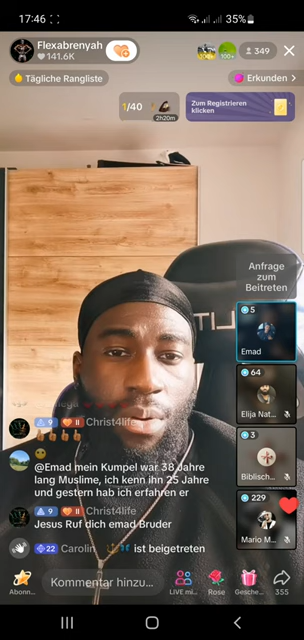 17:46
35%
Flexabrenyah
141.6K
100+
349
Tägliche Rangliste
Erkunden >
1/40
2h20m
Zum Registrieren
klicken
Anfrage
zum
Beitreten
5
Emad
64
Elija Nat...
3
Biblisch...
229
Mario M...
9 II Christ4life
@Emad mein Kumpel war 38 Jahre
lang Muslime, ich kenn ihn 25 Jahre
und gestern hab ich erfahren er
9 II Christ4life
Jesus Ruf dich emad Bruder
22 Carolin ist beigetreten
Abonn...
Kommentar hinzu...
LIVE mi...
Rose
Gesche...
355